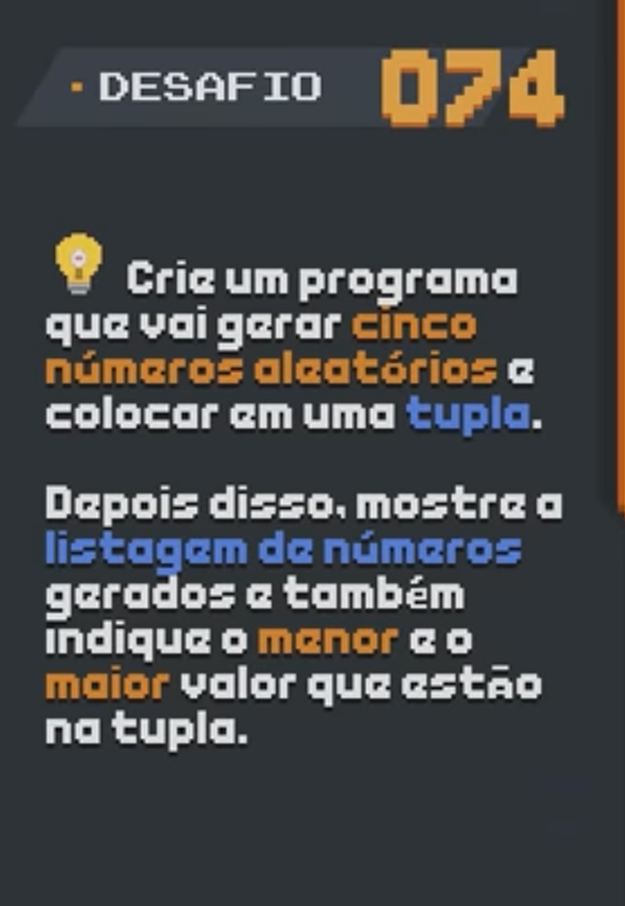 DESAFIO 074
Crie um programa
que vai gerar cinco
números aleatórios e
colocar em uma tupla.
Depois disso, mostre a
listagem de números
gerados e também
indique o menor e o
maior valor que estão
na tupla.